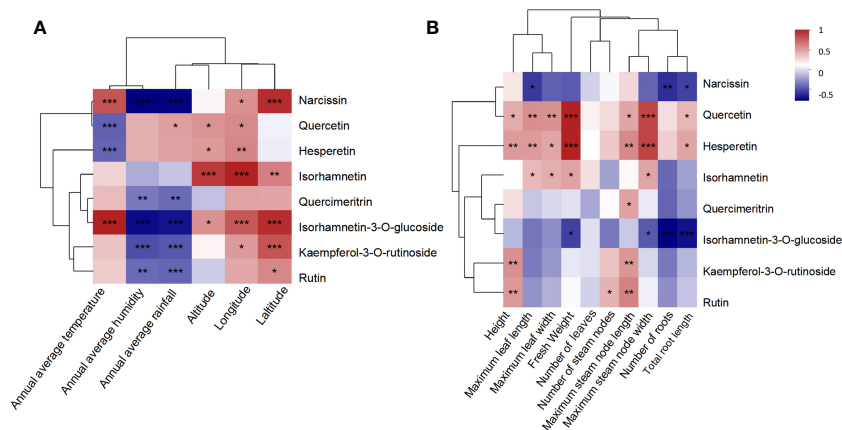 A
*** *** *** * *** Narcissin
*** * * * Quercetin
*** * ** Hesperetin
*** *** ** Isorhamnetin
** ** Quercimeritrin
*** *** *** * *** *** Isorhamnetin-3-O-glucoside
*** *** * *** Kaempferol-3-O-rutinoside
** *** * Rutin
Annual average temperature
Annual average humidity
Annual average rainfall
Altitude
Longitude
Laltitude
B
1
0.5
0
-0.5
* ** * Narcissin
* ** ** *** * *** * Quercetin
** ** * *** ** *** * Hesperetin
* * * * Isorhamnetin
* Quercimeritrin
* * *** *** Isorhamnetin-3-O-glucoside
** ** Kaempferol-3-O-rutinoside
** * ** Rutin
Height
Maximum leaf length
Maximum leaf width
Fresh Weight
Number of leaves
Number of steam nodes
Maximum steam node length
Maximum steam node width
Number of roots
Total root length